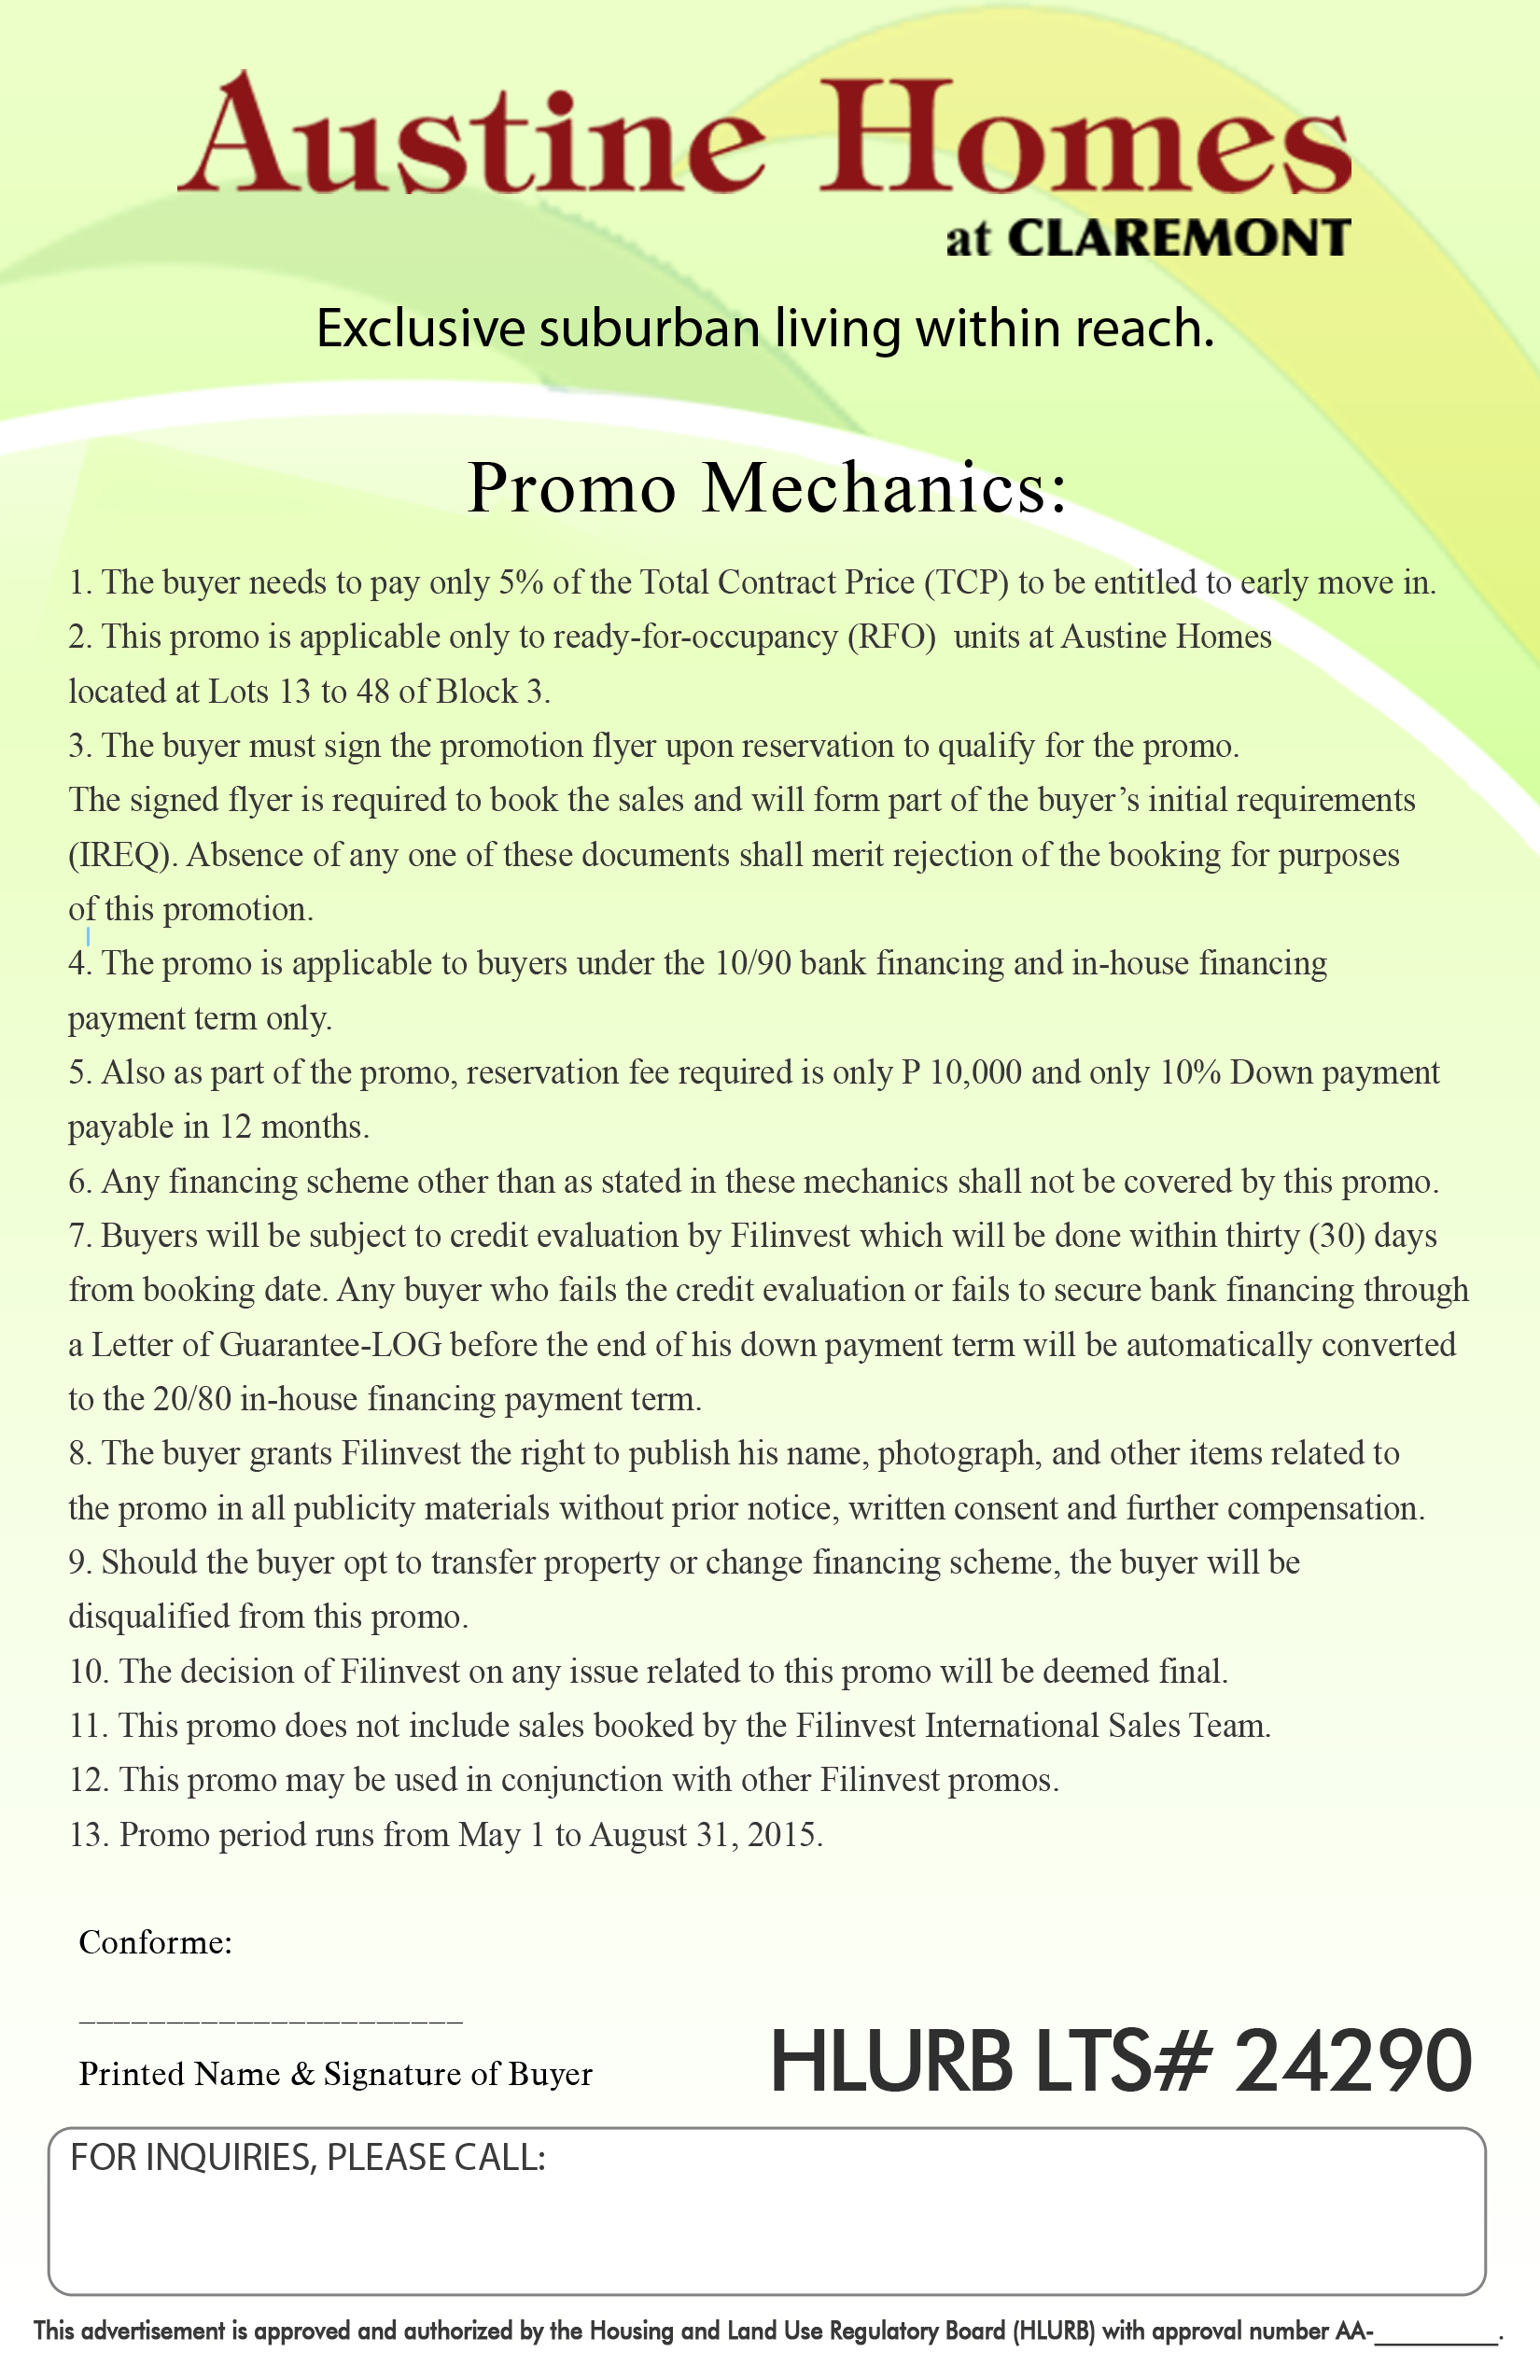 Austine Homes
at CLAREMONT
Exclusive suburban living within reach.
Promo Mechanics:
1. The buyer needs to pay only 5% of the Total Contract Price (TCP) to be entitled to early move in.
2. This promo is applicable only to ready-for-occupancy (RFO)  units at Austine Homes
located at Lots 13 to 48 of Block 3.
3. The buyer must sign the promotion flyer upon reservation to qualify for the promo.
The signed flyer is required to book the sales and will form part of the buyer’s initial requirements
(IREQ). Absence of any one of these documents shall merit rejection of the booking for purposes
of this promotion.
4. The promo is applicable to buyers under the 10/90 bank financing and in-house financing
payment term only.
5. Also as part of the promo, reservation fee required is only P 10,000 and only 10% Down payment
payable in 12 months.
6. Any financing scheme other than as stated in these mechanics shall not be covered by this promo.
7. Buyers will be subject to credit evaluation by Filinvest which will be done within thirty (30) days
from booking date. Any buyer who fails the credit evaluation or fails to secure bank financing through
a Letter of Guarantee-LOG before the end of his down payment term will be automatically converted
to the 20/80 in-house financing payment term.
8. The buyer grants Filinvest the right to publish his name, photograph, and other items related to
the promo in all publicity materials without prior notice, written consent and further compensation.
9. Should the buyer opt to transfer property or change financing scheme, the buyer will be
disqualified from this promo.
10. The decision of Filinvest on any issue related to this promo will be deemed final.
11. This promo does not include sales booked by the Filinvest International Sales Team.
12. This promo may be used in conjunction with other Filinvest promos.
13. Promo period runs from May 1 to August 31, 2015.
Conforme:
______________________
Printed Name & Signature of Buyer
HLURB LTS# 24290
FOR INQUIRIES, PLEASE CALL:
This advertisement is approved and authorized by the Housing and Land Use Regulatory Board (HLURB) with approval number AA-__________.